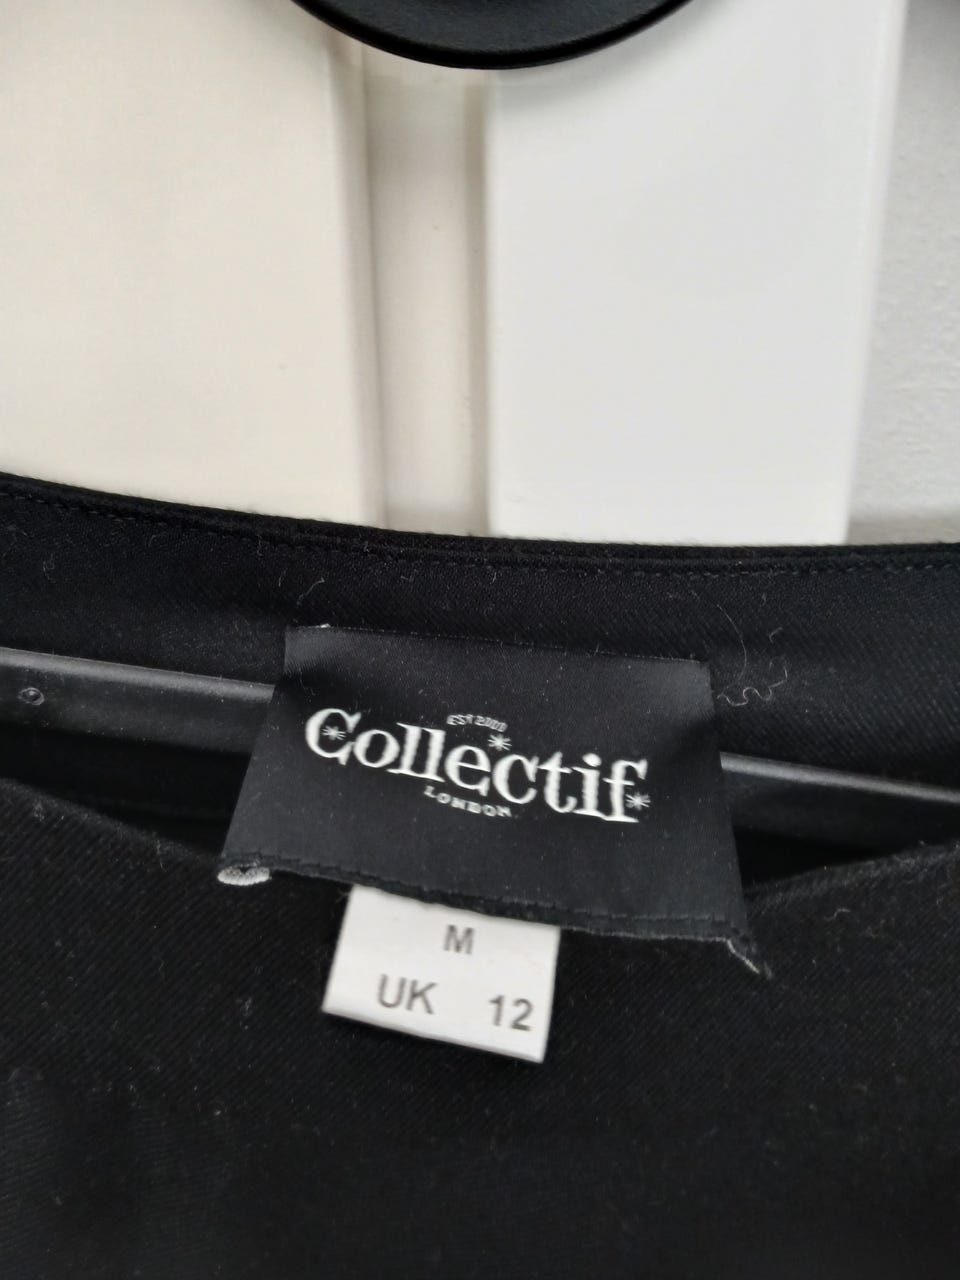 EST 2000
Collectif
LONDON
M
UK 12